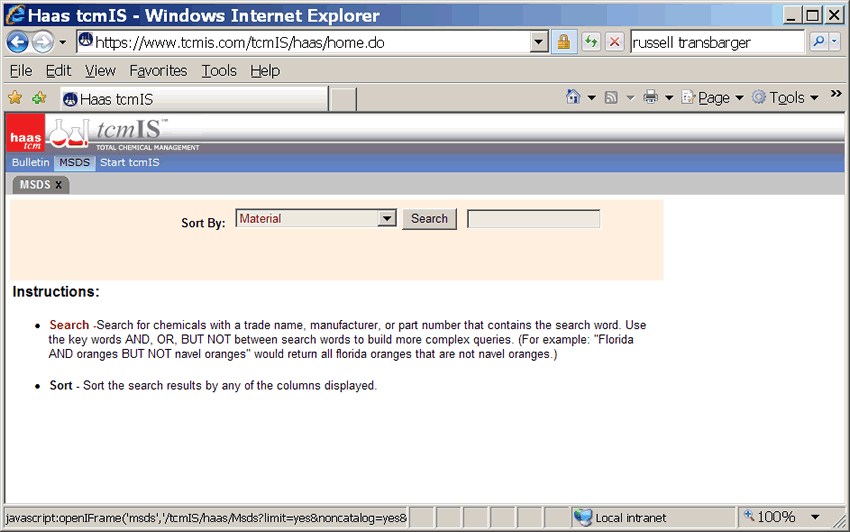 Haas tcmIS - Windows Internet Explorer
https://www.tcmis.com/tcmIS/haas/home.do
russell transbarger
File Edit View Favorites Tools Help
Haas tcmIS
Page Tools »
haas
tcm
tcmIS™
TOTAL CHEMICAL MANAGEMENT
Bulletin MSDS Start tcmIS
MSDS x
Sort By: Material Search
Instructions:
• Search -Search for chemicals with a trade name, manufacturer, or part number that contains the search word. Use
the key words AND, OR, BUT NOT between search words to build more complex queries. (For example: "Florida
AND oranges BUT NOT navel oranges" would return all florida oranges that are not navel oranges.)
• Sort - Sort the search results by any of the columns displayed.
javascript:openIFrame('msds','/tcmIS/haas/Msds?limit=yes&noncatalog=yes&
Local intranet
100%